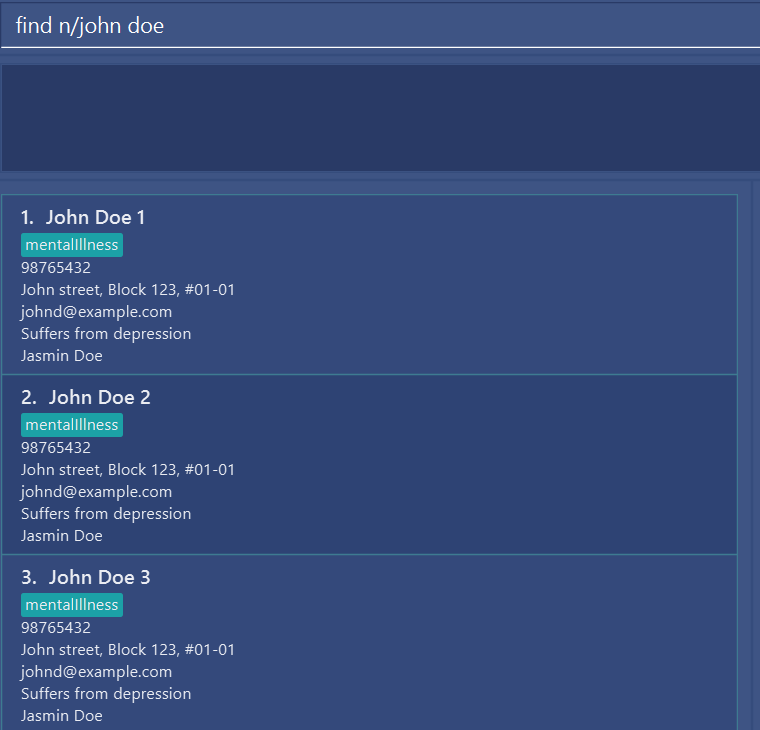 find n/john doe
1. John Doe 1
mentalIllness
98765432
John street, Block 123, #01-01
johnd@example.com
Suffers from depression
Jasmin Doe
2. John Doe 2
mentalIllness
98765432
John street, Block 123, #01-01
johnd@example.com
Suffers from depression
Jasmin Doe
3. John Doe 3
mentalIllness
98765432
John street, Block 123, #01-01
johnd@example.com
Suffers from depression
Jasmin Doe